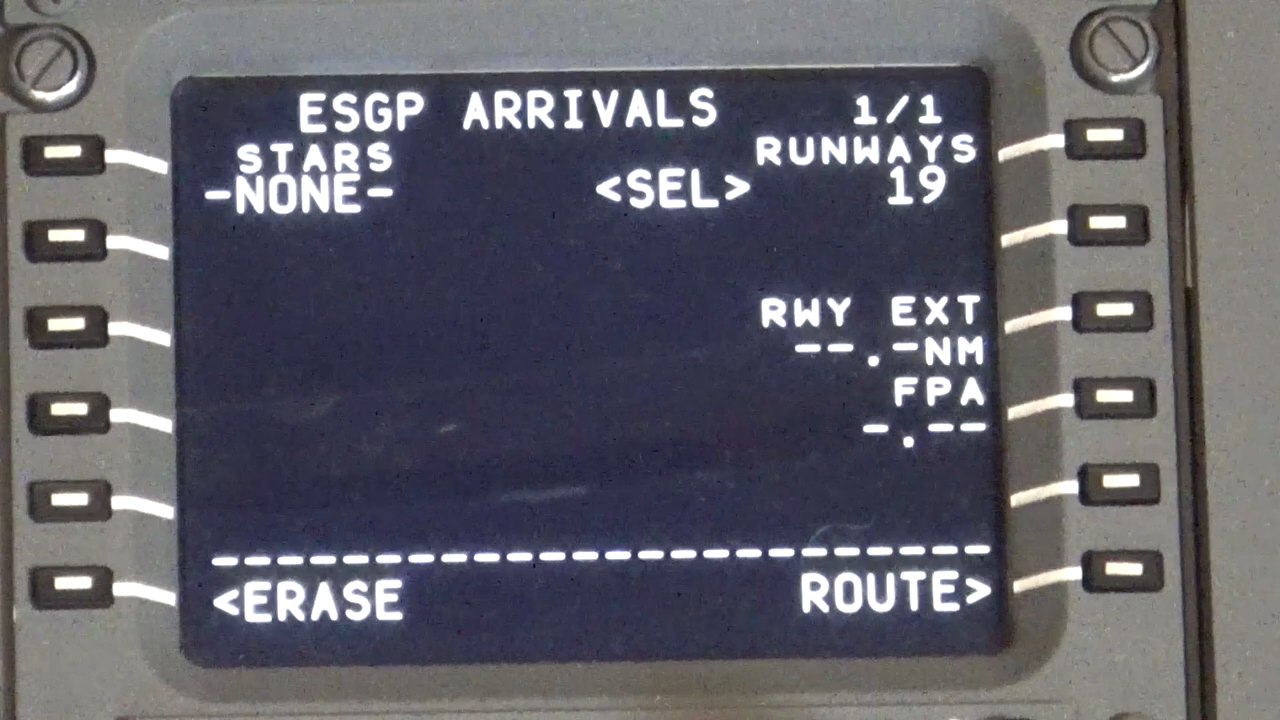 ESGP ARRIVALS 1/1
STARS RUNWAYS
-NONE- <SEL> 19
RWY EXT
--.-NM
FPA
-.--
------------------------
<ERASE ROUTE>